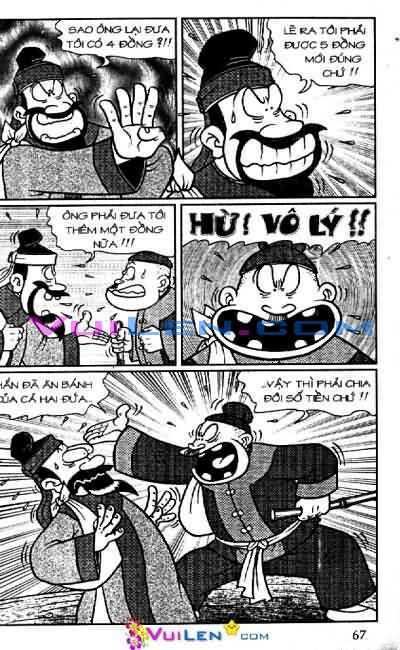 SAO ÔNG LẠI ĐƯA
TÔI CÓ 4 ĐỒNG ?!!
LẼ RA TÔI PHẢI
ĐƯỢC 5 ĐỒNG
MỚI ĐÚNG
CHỨ !!
ÔNG PHẢI ĐƯA TÔI
THÊM MỘT ĐỒNG
NỮA !!!
HỪ! VÔ LÝ!!
VUILEN.COM
HẮN ĐÃ ĂN BÁNH
CỦA CẢ HAI ĐỨA...
...VẬY THÌ PHẢI CHIA
ĐÔI SỐ TIỀN CHỨ !!
67
VUILEN.COM